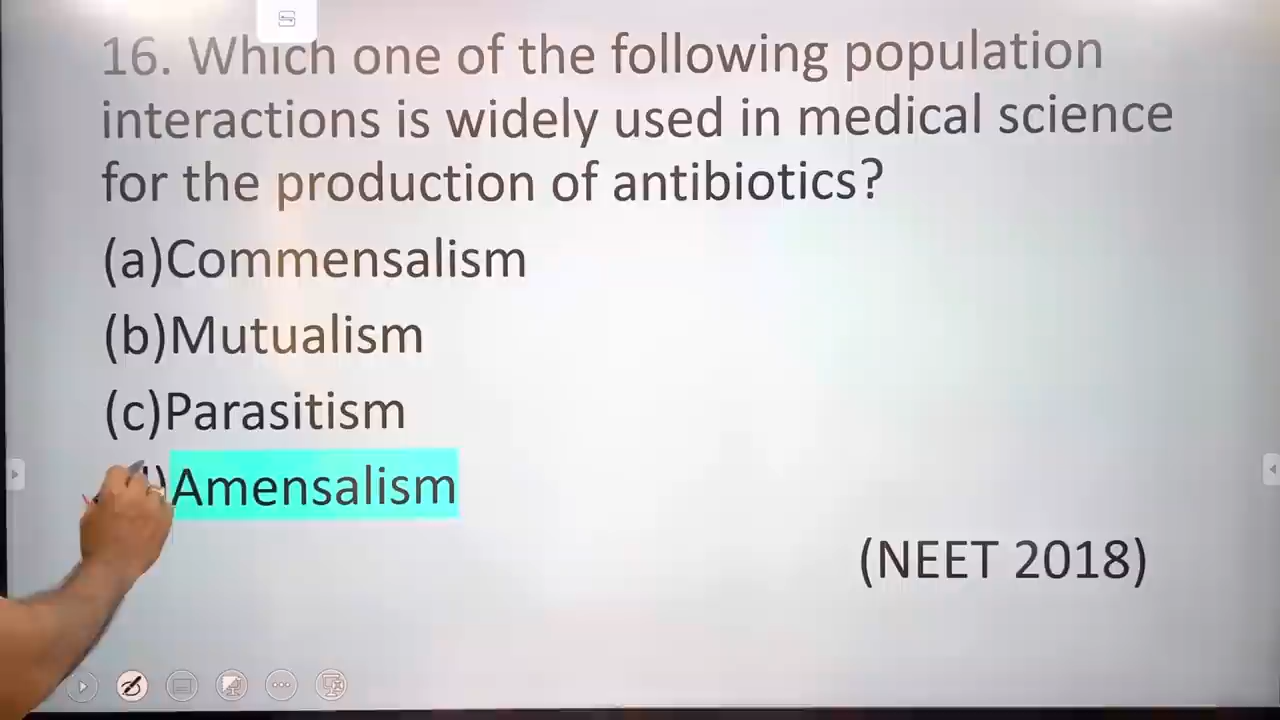 16. Which one of the following population
interactions is widely used in medical science
for the production of antibiotics?
(a)Commensalism
(b)Mutualism
(c)Parasitism
)Amensalism
(NEET 2018)